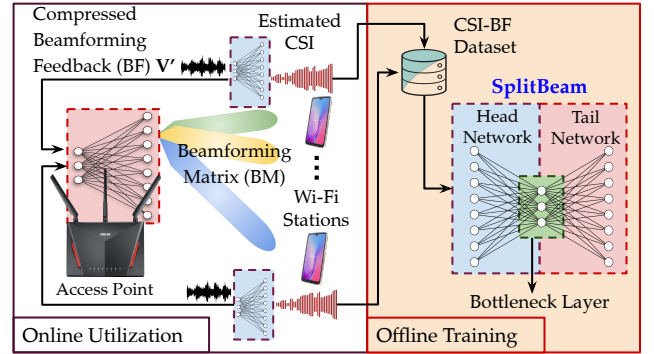 Compressed
Beamforming
Feedback (BF) V'
Estimated
CSI
CSI-BF
Dataset
SplitBeam
Head
Network
Tail
Network
Beamforming
Matrix (BM)
Wi-Fi
Stations
Access Point
Bottleneck Layer
Online Utilization
Offline Training